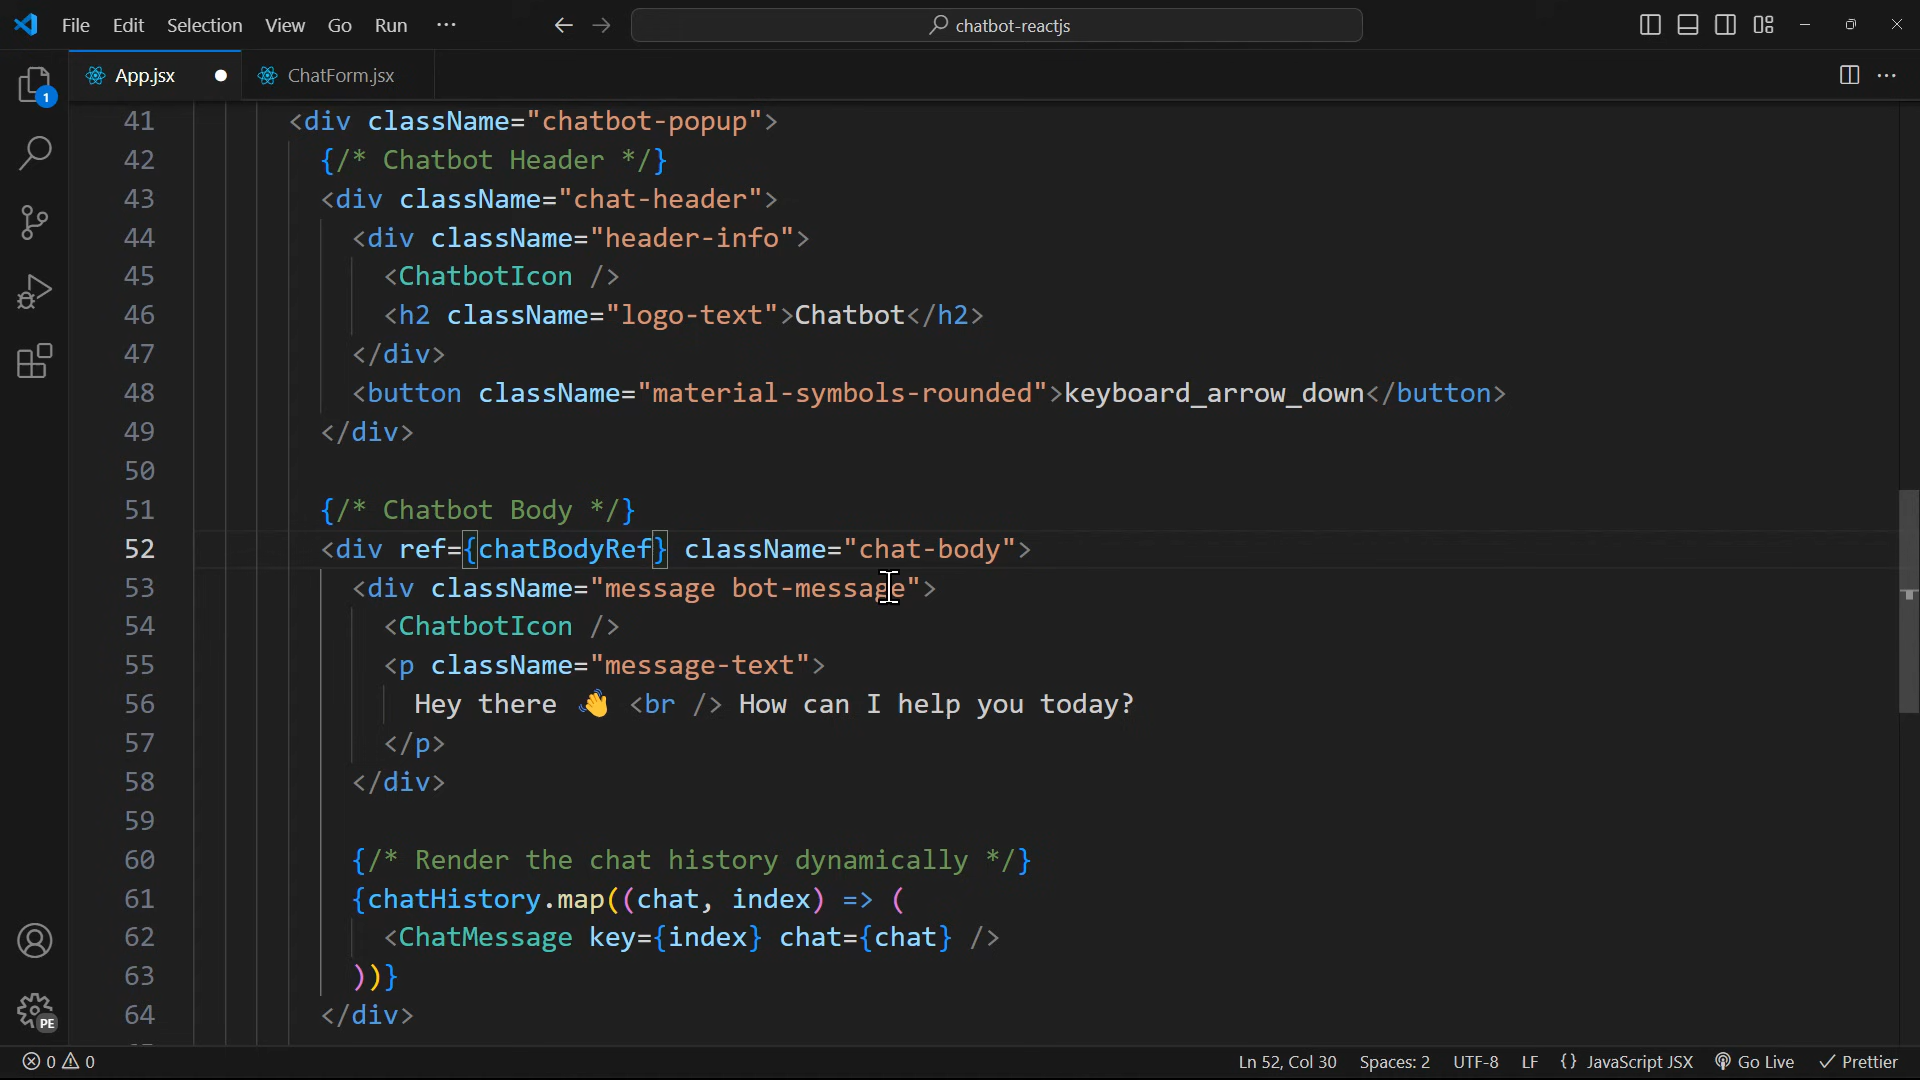 File Edit Selection View Go Run ···
chatbot-reactjs
App.jsx
ChatForm.jsx
1
41 <div className="chatbot-popup">
42 {/* Chatbot Header */}
43 <div className="chat-header">
44 <div className="header-info">
45 <ChatbotIcon />
46 <h2 className="logo-text">Chatbot</h2>
47 </div>
48 <button className="material-symbols-rounded">keyboard_arrow_down</button>
49 </div>
50
51 {/* Chatbot Body */}
52 <div ref={chatBodyRef} className="chat-body">
53 <div className="message bot-message">
54 <ChatbotIcon />
55 <p className="message-text">
56 Hey there 👋 <br /> How can I help you today?
57 </p>
58 </div>
59
60 {/* Render the chat history dynamically */}
61 {chatHistory.map((chat, index) => (
62 <ChatMessage key={index} chat={chat} />
63 ))}
64 </div>
PE
0 0 Ln 52, Col 30 Spaces: 2 UTF-8 LF {} JavaScript JSX Go Live Prettier